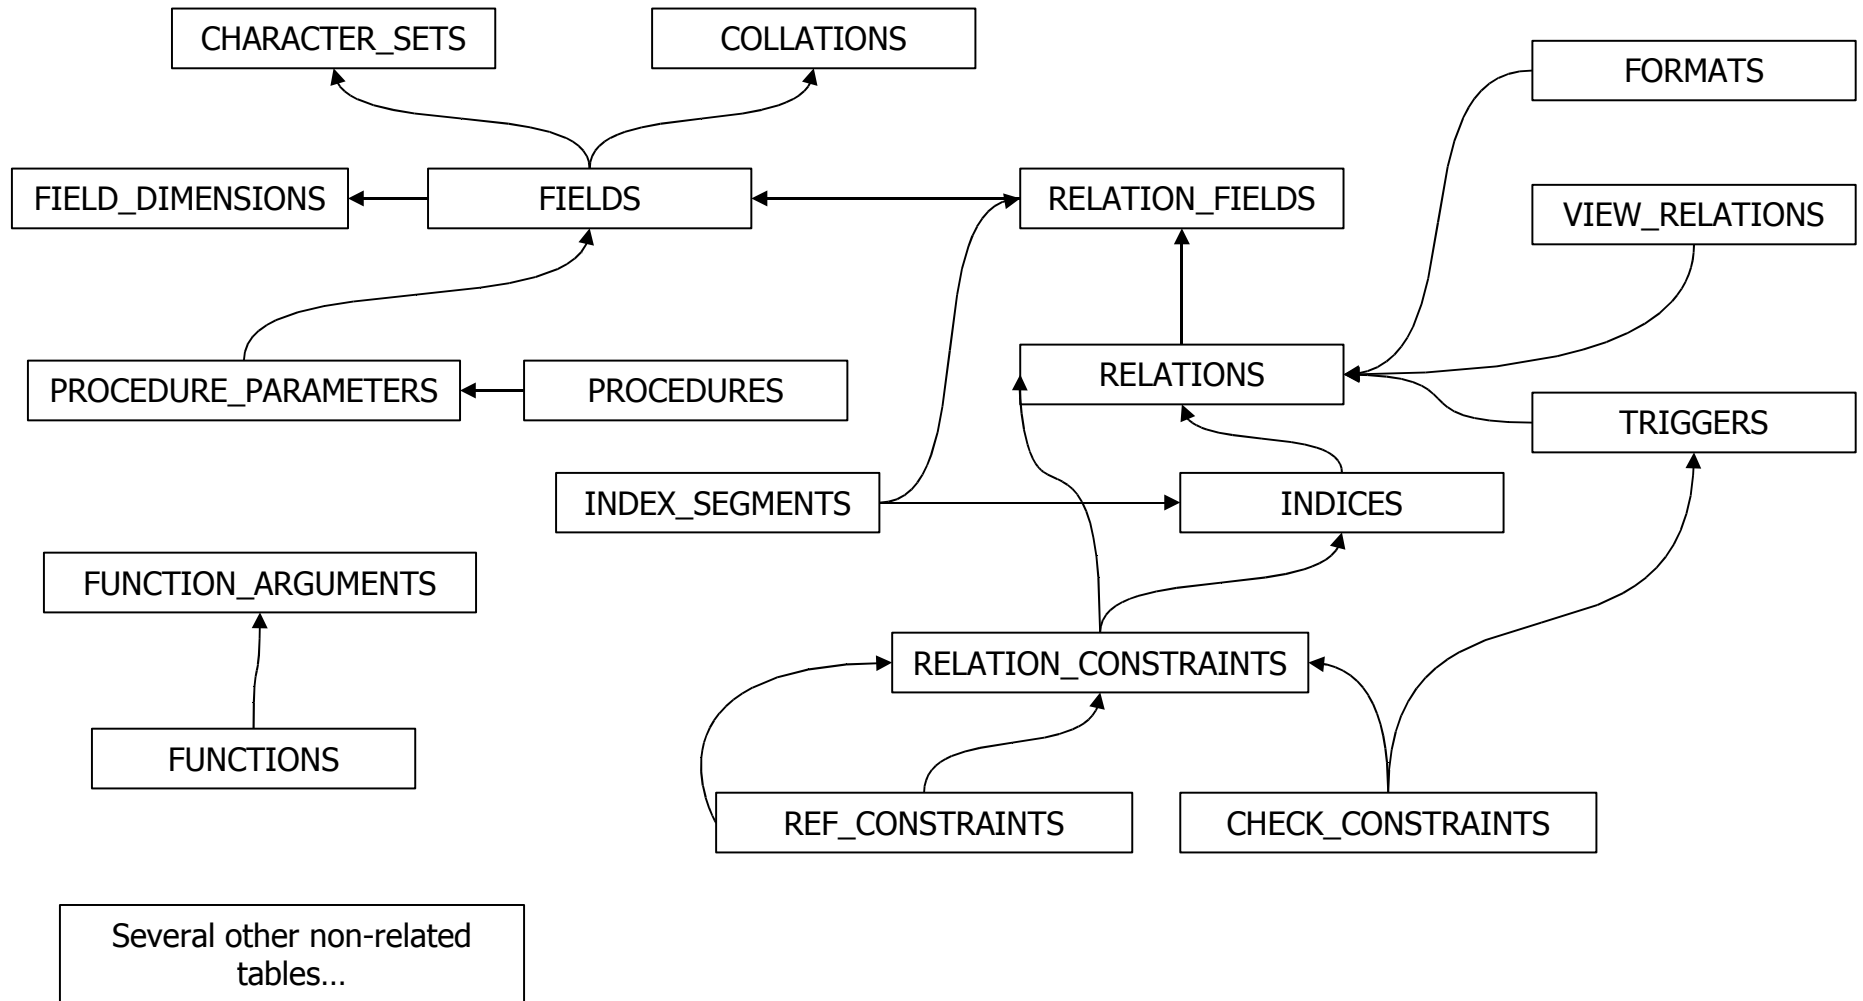 CHARACTER_SETS
COLLATIONS
FORMATS
FIELD_DIMENSIONS
FIELDS
RELATION_FIELDS
VIEW_RELATIONS
PROCEDURE_PARAMETERS
PROCEDURES
RELATIONS
TRIGGERS
INDEX_SEGMENTS
INDICES
FUNCTION_ARGUMENTS
RELATION_CONSTRAINTS
FUNCTIONS
REF_CONSTRAINTS
CHECK_CONSTRAINTS
Several other non-related
tables…